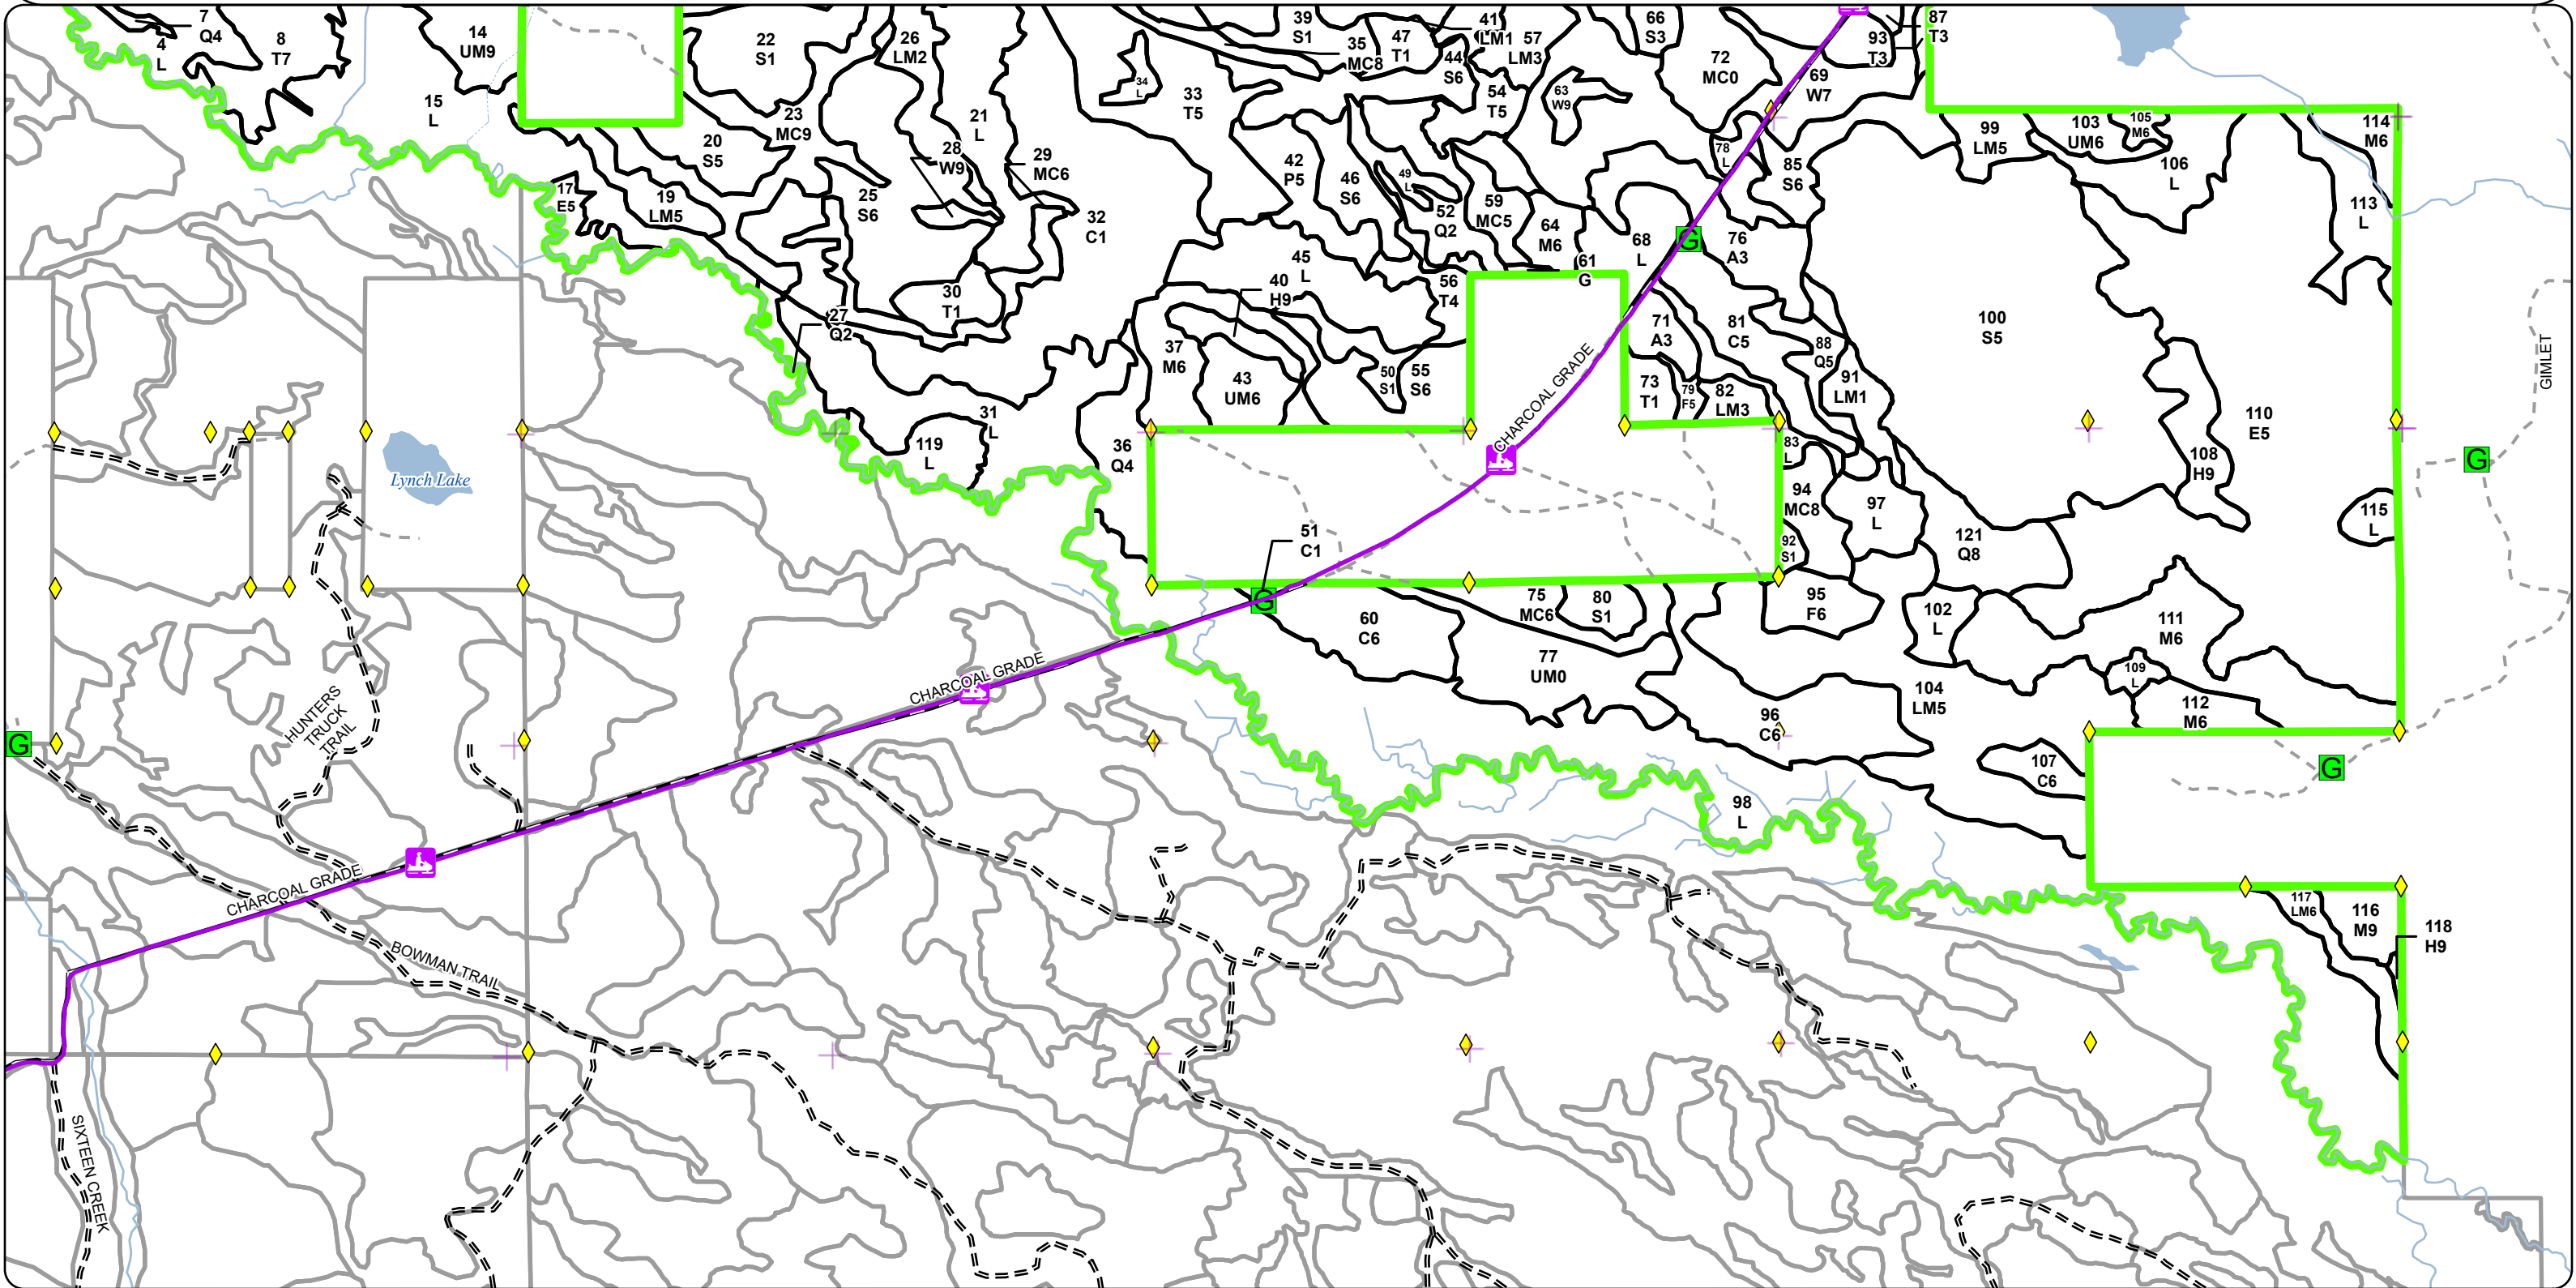 7
Q4
4
L
8
T7
14
UM9
15
L
22
S1
26
LM2
39
S1
35
MC8
47
T1
41
LM1
57
LM3
44
S6
66
S3
72
MC0
93
T3
87
T3
69
W7
34
L
33
T5
54
T5
63
W9
21
L
23
MC9
20
S5
28
W9
29
MC6
17
E5
19
LM5
25
S6
32
C1
42
P5
46
S6
49
L
52
Q2
59
MC5
64
M6
61
G
68
L
G
78
L
85
S6
76
A3
99
LM5
103
UM6
105
M6
106
L
114
M6
113
L
30
T1
27
Q2
45
L
40
H9
56
T4
37
M6
43
UM6
50
S1
55
S6
71
A3
81
C5
88
Q5
91
LM1
73
T1
79
F5
82
LM3
100
S5
110
E5
108
H9
GIMLET
CHARCOAL GRADE
31
L
119
L
36
Q4
83
L
94
MC8
97
L
92
S1
121
Q8
115
L
G
Lynch Lake
51
C1
G
60
C6
75
MC6
80
S1
77
UM0
95
F6
102
L
111
M6
109
L
112
M6
104
LM5
96
C6
107
C6
G
98
L
CHARCOAL GRADE
HUNTERS
TRUCK
TRAIL
G
CHARCOAL GRADE
BOWMAN TRAIL
117
LM6
116
M9
118
H9
SIXTEEN CREEK